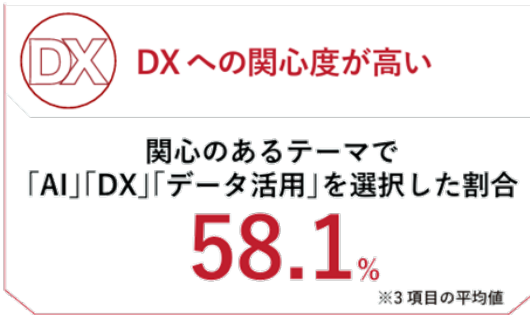 DX
DXへの関心度が高い
関心のあるテーマで
「AI」「DX」「データ活用」を選択した割合
58.1%
※3項目の平均値